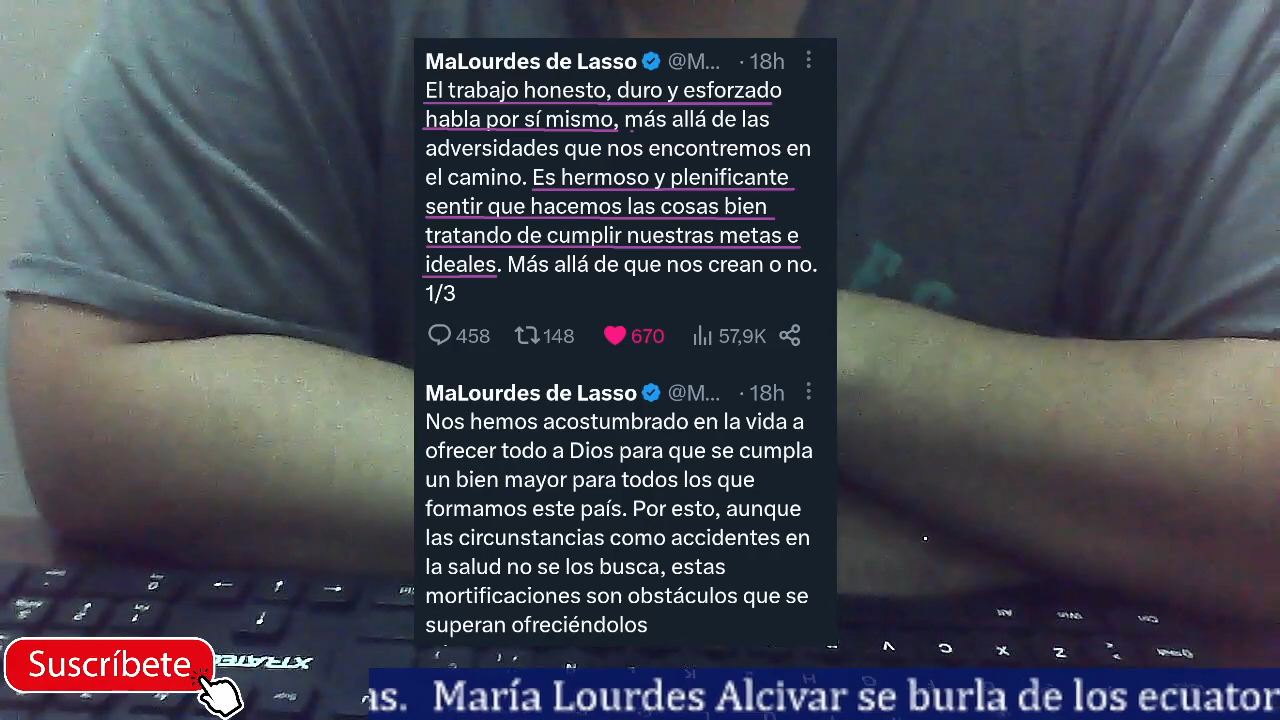 MaLourdes de Lasso @M... · 18h
El trabajo honesto, duro y esforzado
habla por sí mismo, más allá de las
adversidades que nos encontremos en
el camino. Es hermoso y plenificante
sentir que hacemos las cosas bien
tratando de cumplir nuestras metas e
ideales. Más allá de que nos crean o no.
1/3
458 148 670 57,9K
MaLourdes de Lasso @M... · 18h
Nos hemos acostumbrado en la vida a
ofrecer todo a Dios para que se cumpla
un bien mayor para todos los que
formamos este país. Por esto, aunque
las circunstancias como accidentes en
la salud no se los busca, estas
mortificaciones son obstáculos que se
superan ofreciéndolos
Alt Win Ctrl
V C X Z
Suscríbete
XTRATECH
as. María Lourdes Alcivar se burla de los ecuator